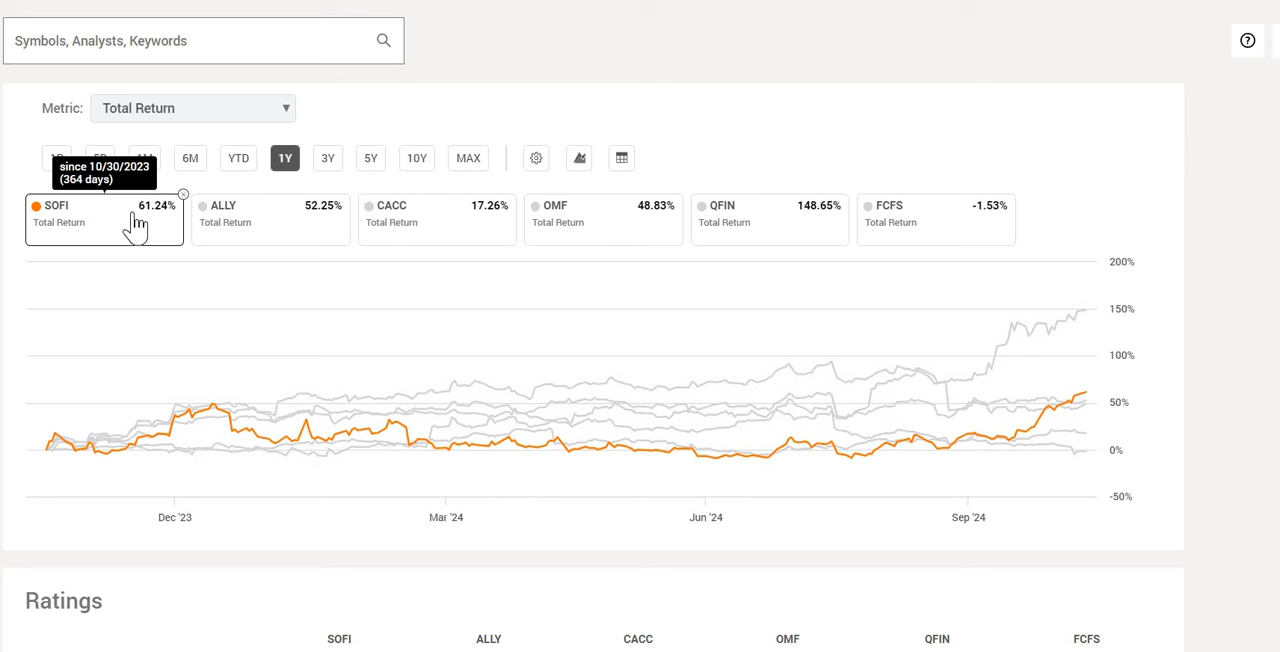 Symbols, Analysts, Keywords
Metric: Total Return
6M YTD 1Y 3Y 5Y 10Y MAX
since 10/30/2023
(364 days)
SOFI 61.24% ALLY 52.25% CACC 17.26% OMF 48.83% QFIN 148.65% FCFS -1.53%
Total Return Total Return Total Return Total Return Total Return Total Return
200%
150%
100%
50%
0%
-50%
Dec '23 Mar '24 Jun '24 Sep '24
Ratings
SOFI ALLY CACC OMF QFIN FCFS